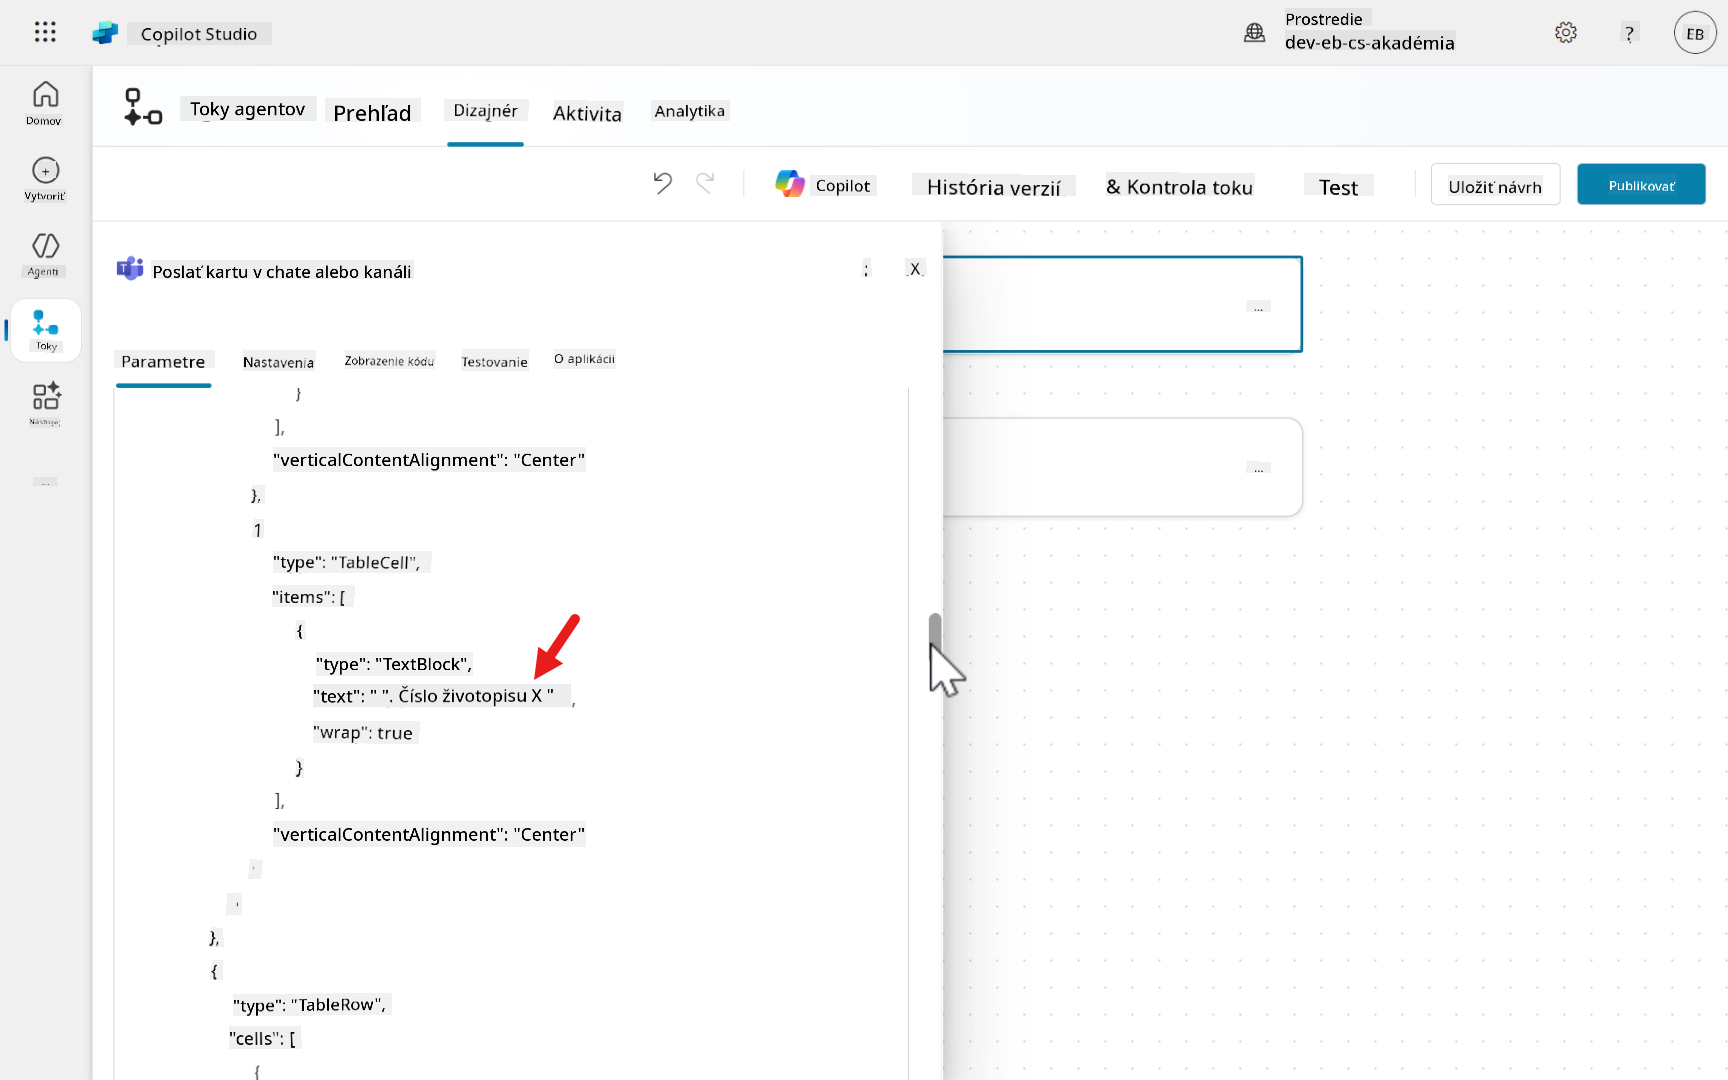 Copilot Studio
Prostredie
dev-eb-cs-akadémia
?
EB
Domov
Vytvoriť
Agenti
Toky
Nástroje
...
Toky agentov
Prehľad
Dizajnér
Aktivita
Analytika
Copilot
História verzií
& Kontrola toku
Test
Uložiť návrh
Publikovať
Poslať kartu v chate alebo kanáli
:
X
Parametre
Nastavenia
Zobrazenie kódu
Testovanie
O aplikácii
}
],
"verticalContentAlignment": "Center"
},
1
"type": "TableCell",
"items": [
{
"type": "TextBlock",
"text": " ". Číslo životopisu X " ,
"wrap": true
}
],
"verticalContentAlignment": "Center"
},
{
"type": "TableRow",
"cells": [
{
...
...